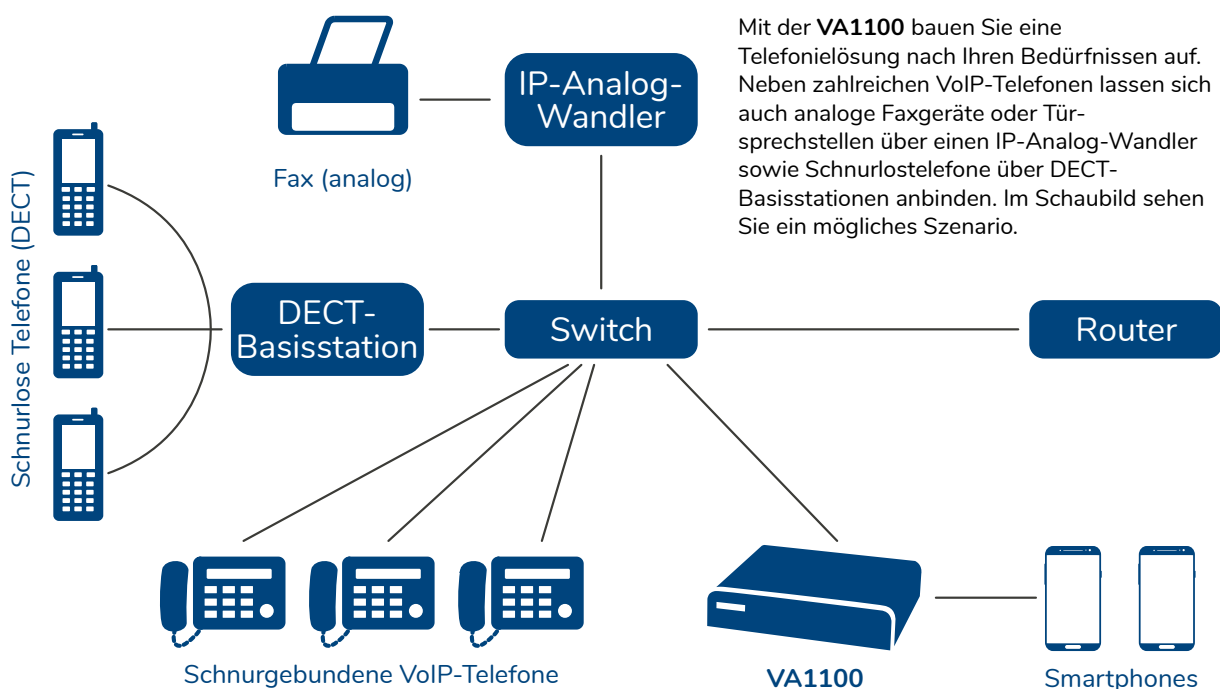 Mit der VA1100 bauen Sie eine
Telefonielösung nach Ihren Bedürfnissen auf.
Neben zahlreichen VoIP-Telefonen lassen sich
auch analoge Faxgeräte oder Tür-
sprechstellen über einen IP-Analog-Wandler
sowie Schnurlostelefone über DECT-
Basisstationen anbinden. Im Schaubild sehen
Sie ein mögliches Szenario.
IP-Analog-
Wandler
Fax (analog)
Schnurlose Telefone (DECT)
DECT-
Basisstation
Switch
Router
Schnurgebundene VoIP-Telefone
VA1100
Smartphones